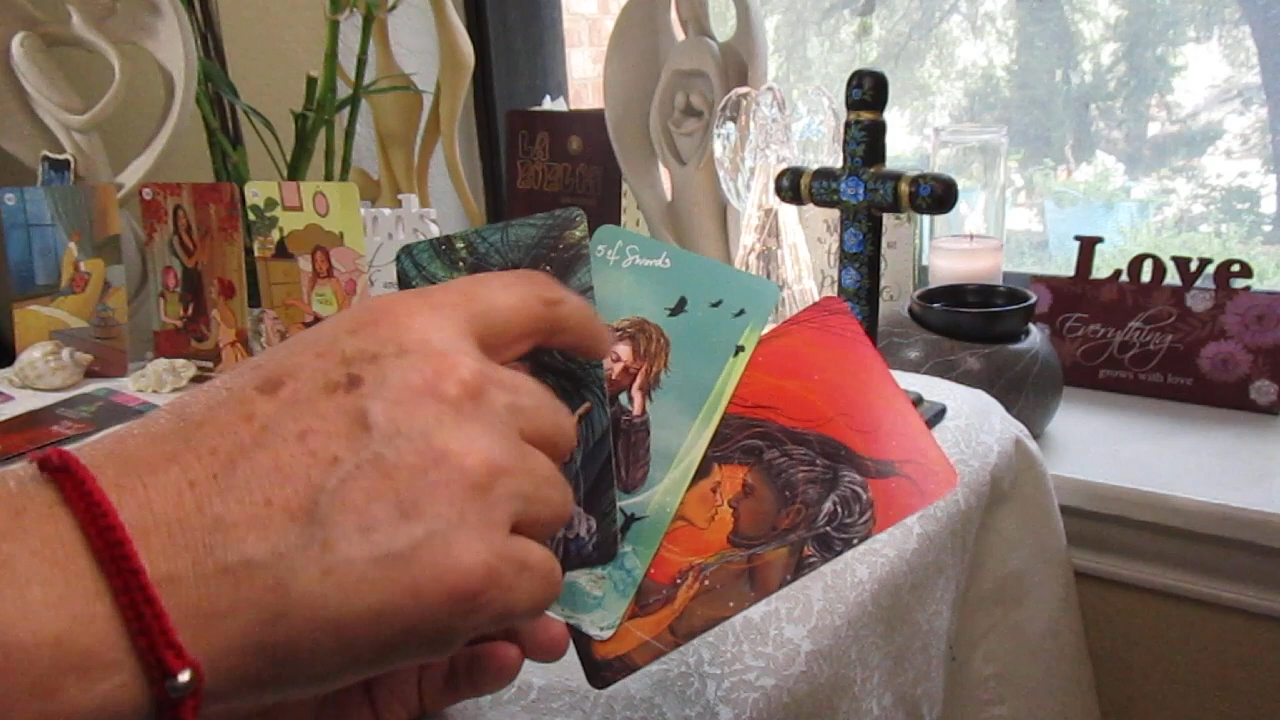 LA
BIBLIA
5 of Swords
Love
Everything
grows with love